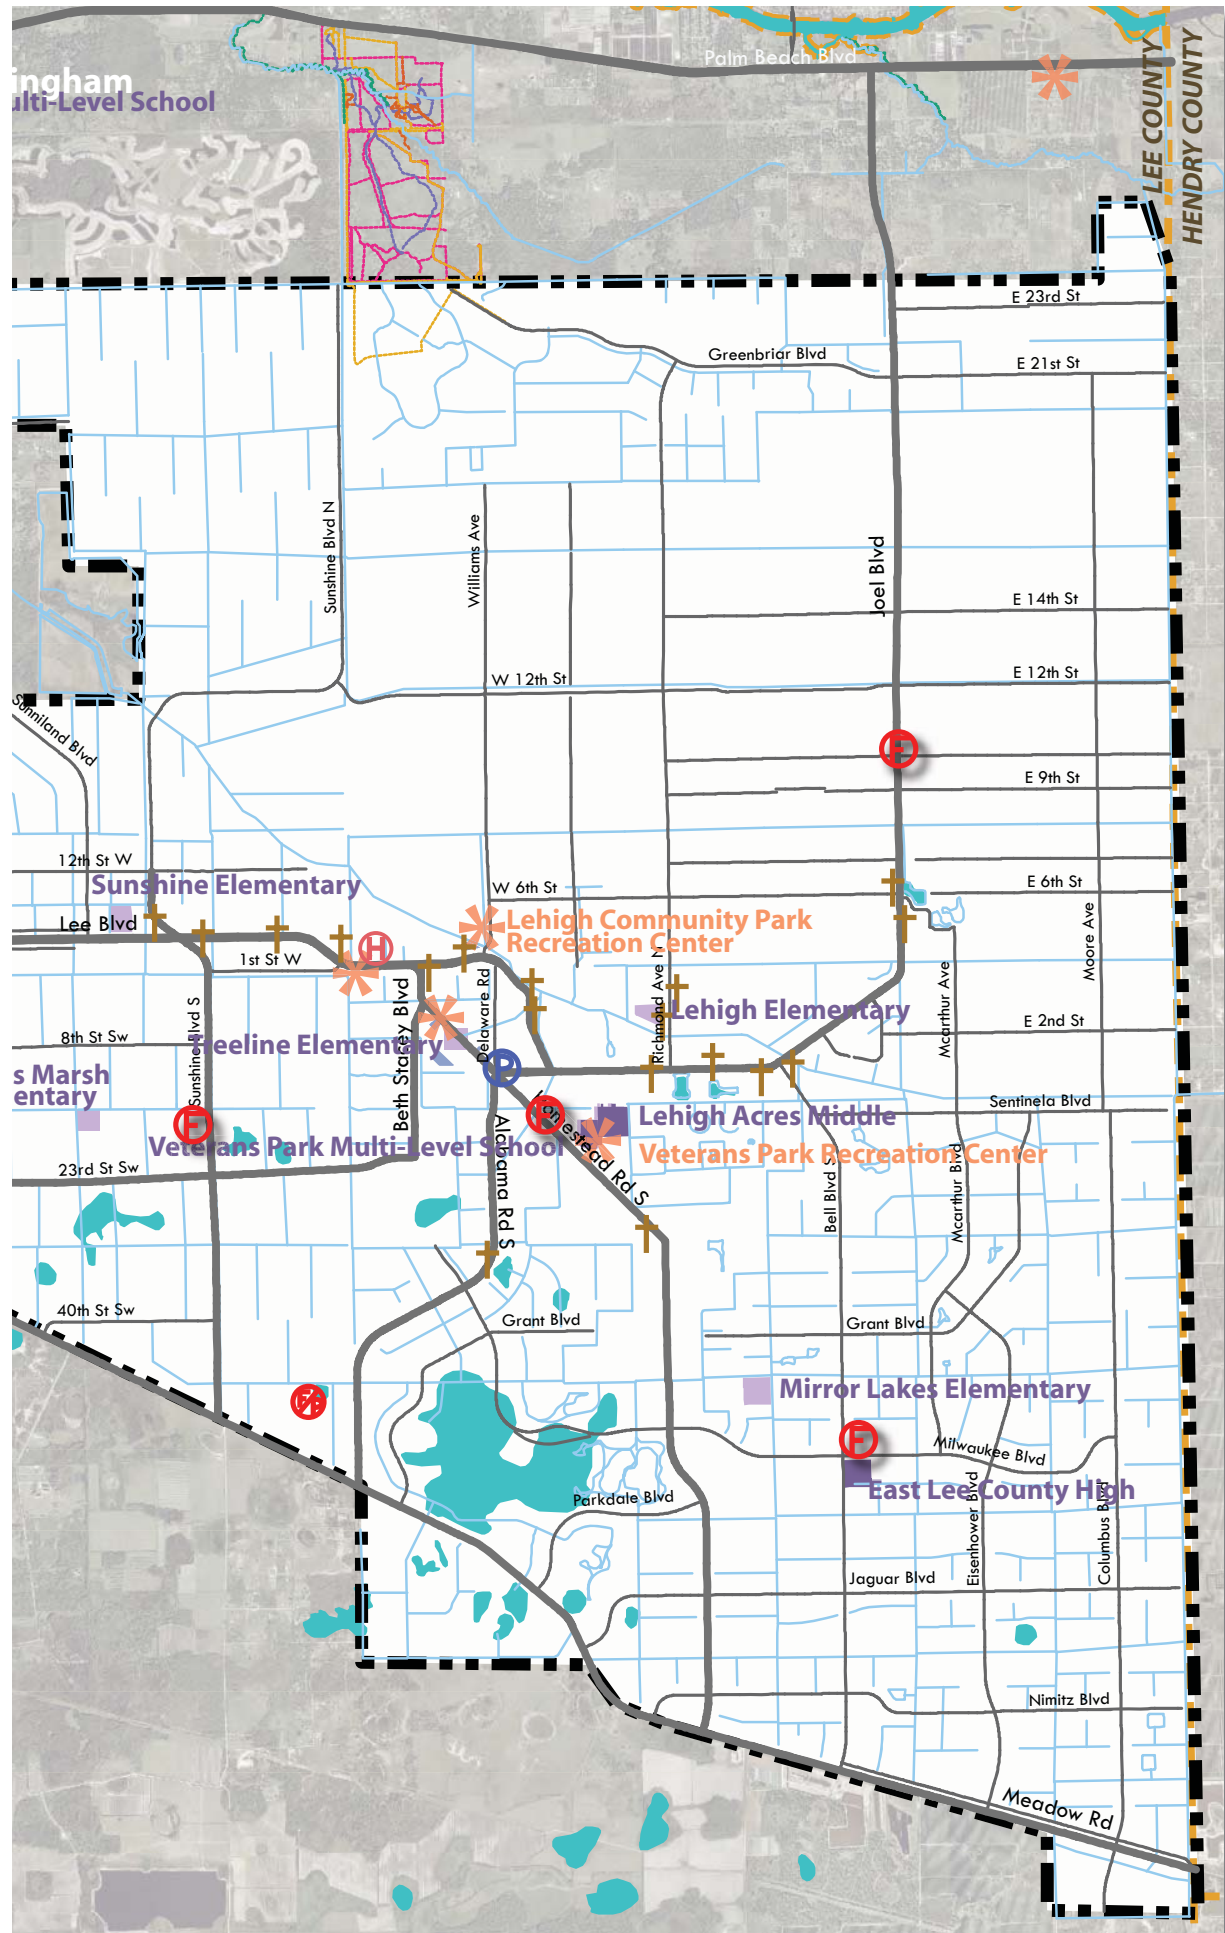 Palm Beach Blvd
ingham
ulti-Level School
LEE COUNTY
HENDRY COUNTY
E 23rd St
Greenbriar Blvd
E 21st St
Sunshine Blvd N
Williams Ave
Joel Blvd
E 14th St
W 12th St
E 12th St
Sunniland Blvd
F
E 9th St
12th St W
Sunshine Elementary
W 6th St
E 6th St
Lee Blvd
Lehigh Community Park
Recreation Center
H
1st St W
Moore Ave
Mcarthur Ave
Richmond Ave N
Delaware Rd
Beth Stacey Blvd
Sunshine Blvd S
Lehigh Elementary
E 2nd St
8th St Sw
Treeline Elementary
P
s Marsh
entary
Sentinela Blvd
F
F
Homestead Rd S
Lehigh Acres Middle
Veterans Park Multi-Level School
Veterans Park Recreation Center
Alabama Rd S
23rd St Sw
Bell Blvd S
Mcarthur Blvd
40th St Sw
Grant Blvd
Grant Blvd
Mirror Lakes Elementary
F
Milwaukee Blvd
East Lee County High
Parkdale Blvd
Eisenhower Blvd
Columbus Blvd
Jaguar Blvd
Nimitz Blvd
Meadow Rd